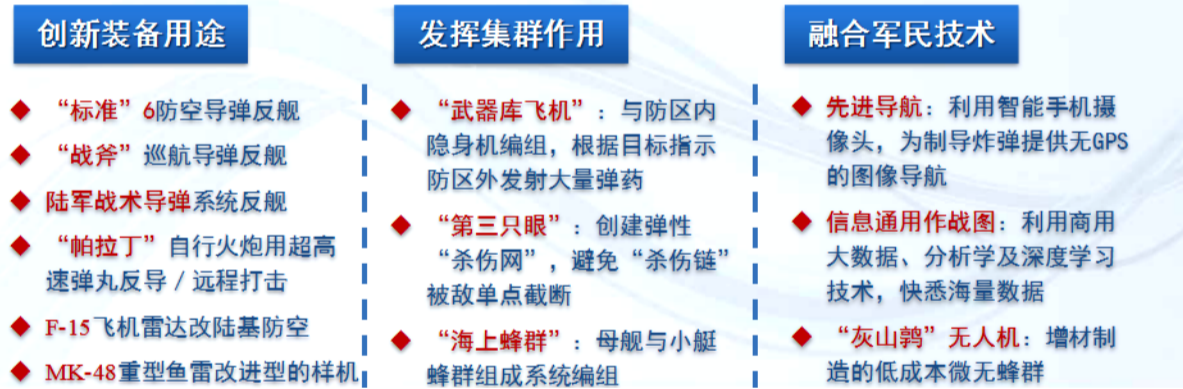 创新装备用途
◆ “标准”6防空导弹反舰
◆ “战斧”巡航导弹反舰
◆ 陆军战术导弹系统反舰
◆ “帕拉丁”自行火炮用超高
速弹丸反导 / 远程打击
◆ F-15飞机雷达改陆基防空
◆ MK-48重型鱼雷改进型的样机
发挥集群作用
◆ “武器库飞机”：与防区内
隐身机编组，根据目标指示
防区外发射大量弹药
◆ “第三只眼”：创建弹性
“杀伤网”，避免“杀伤链”
被敌单点截断
◆ “海上蜂群”：母舰与小艇
蜂群组成系统编组
融合军民技术
◆ 先进导航：利用智能手机摄
像头，为制导炸弹提供无GPS
的图像导航
◆ 信息通用作战图：利用商用
大数据、分析学及深度学习
技术，快悉海量数据
◆ “灰山鹑”无人机：增材制
造的低成本微无蜂群